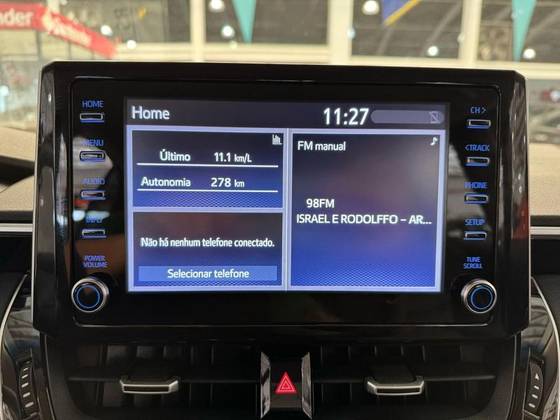 nder
HOME
MENU
AUDIO
INFO
POWER
VOLUME
Home
11:27
Último 11.1 km/L
Autonomia 278 km
Não há nenhum telefone conectado.
Selecionar telefone
FM manual
98FM
ISRAEL E RODOLFFO – AR...
CH >
<TRACK
PHONE
SETUP
TUNE
SCROLL